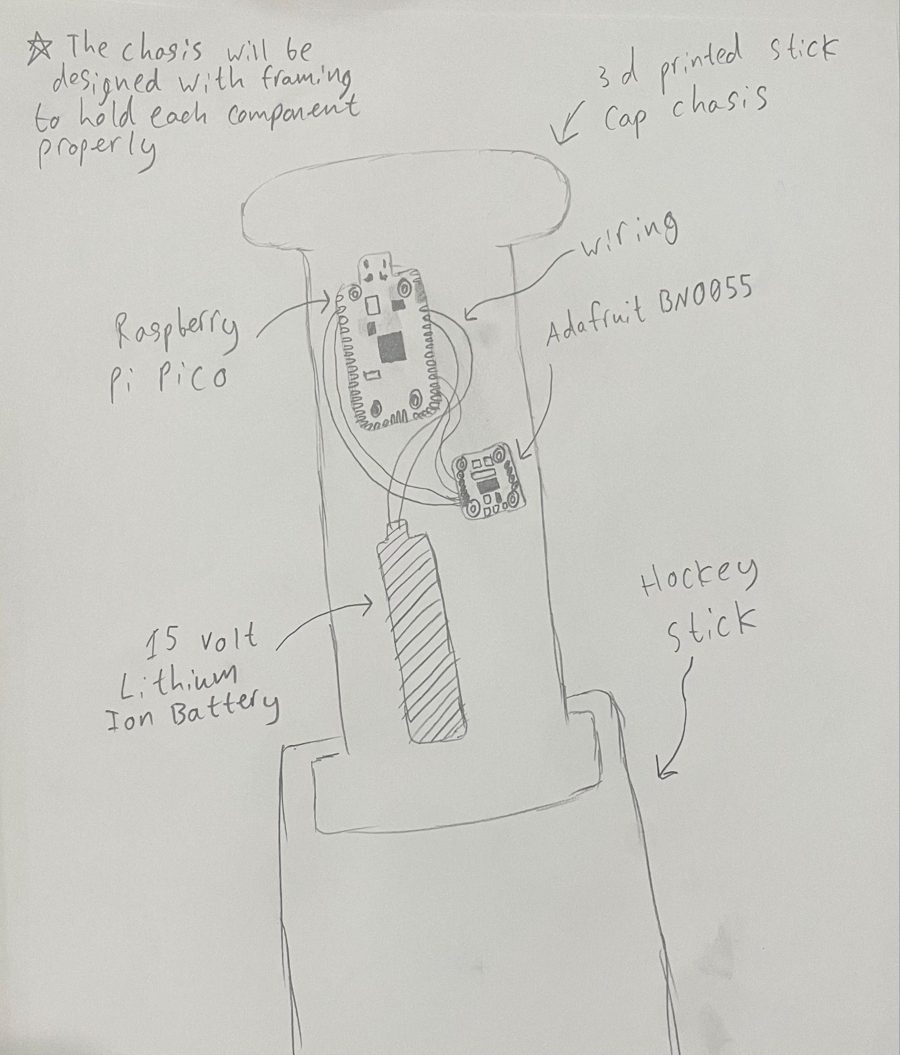 ☆ The chasis will be
designed with framing
to hold each component
properly
3d printed stick
cap chasis
wiring
Adafruit BNO055
Raspberry
Pi Pico
Hockey
stick
15 volt
Lithium
Ion Battery